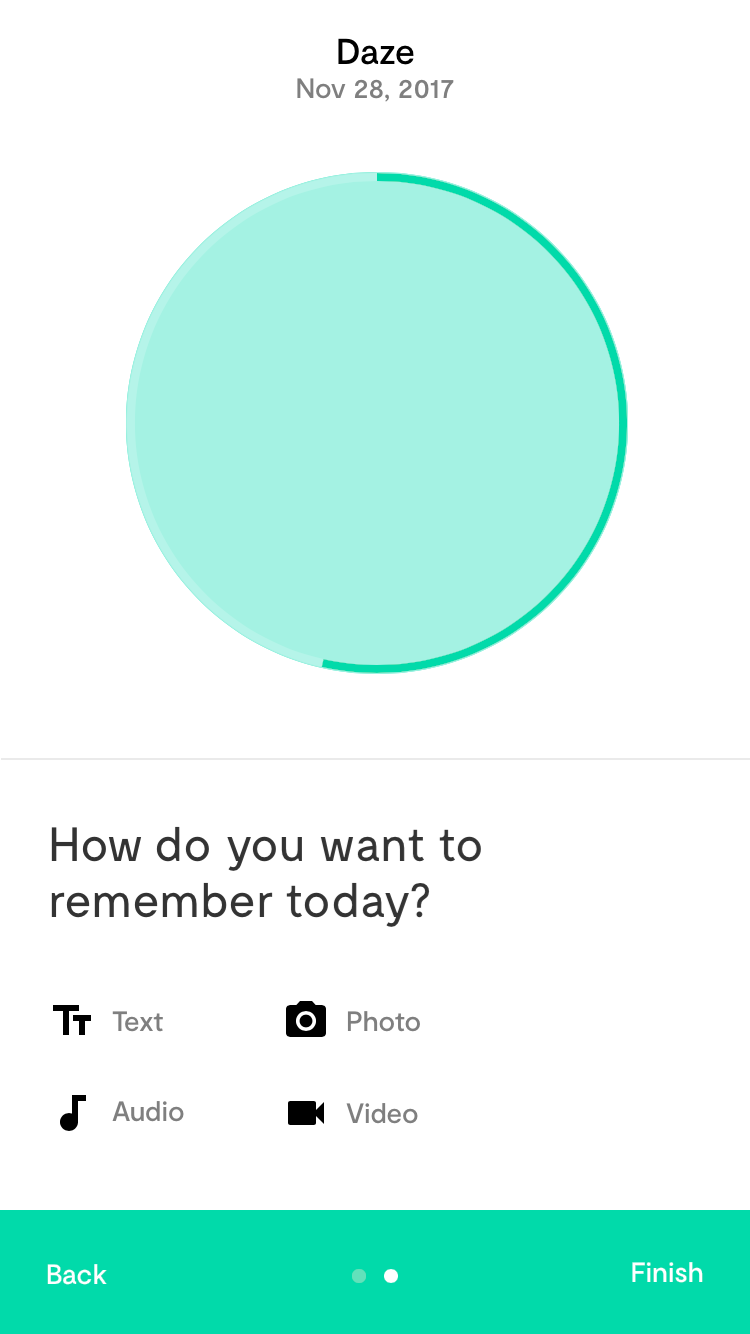 Daze
Nov 28, 2017
How do you want to
remember today?
Text
Photo
Audio
Video
Back
Finish